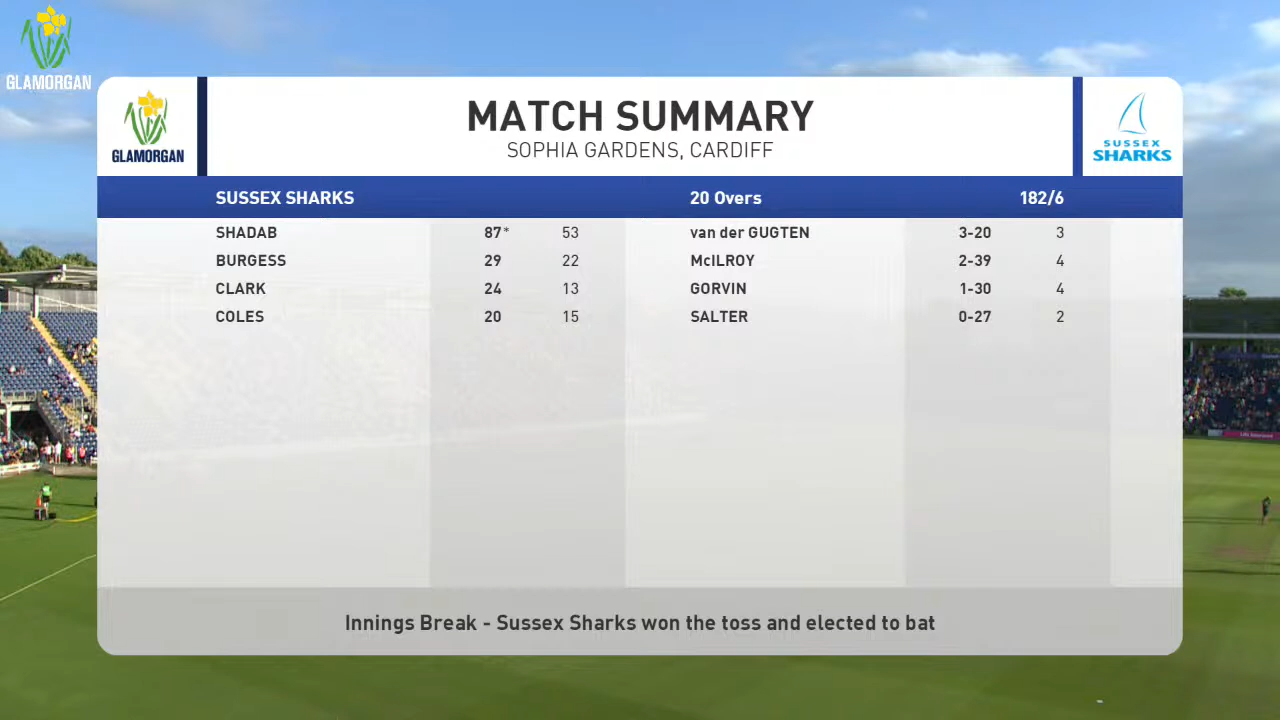 GLAMORGAN
GLAMORGAN
MATCH SUMMARY
SOPHIA GARDENS, CARDIFF
SUSSEX
SHARKS
SUSSEX SHARKS 20 Overs 182/6
SHADAB 87* 53 van der GUGTEN 3-20 3
BURGESS 29 22 McILROY 2-39 4
CLARK 24 13 GORVIN 1-30 4
COLES 20 15 SALTER 0-27 2
Innings Break - Sussex Sharks won the toss and elected to bat